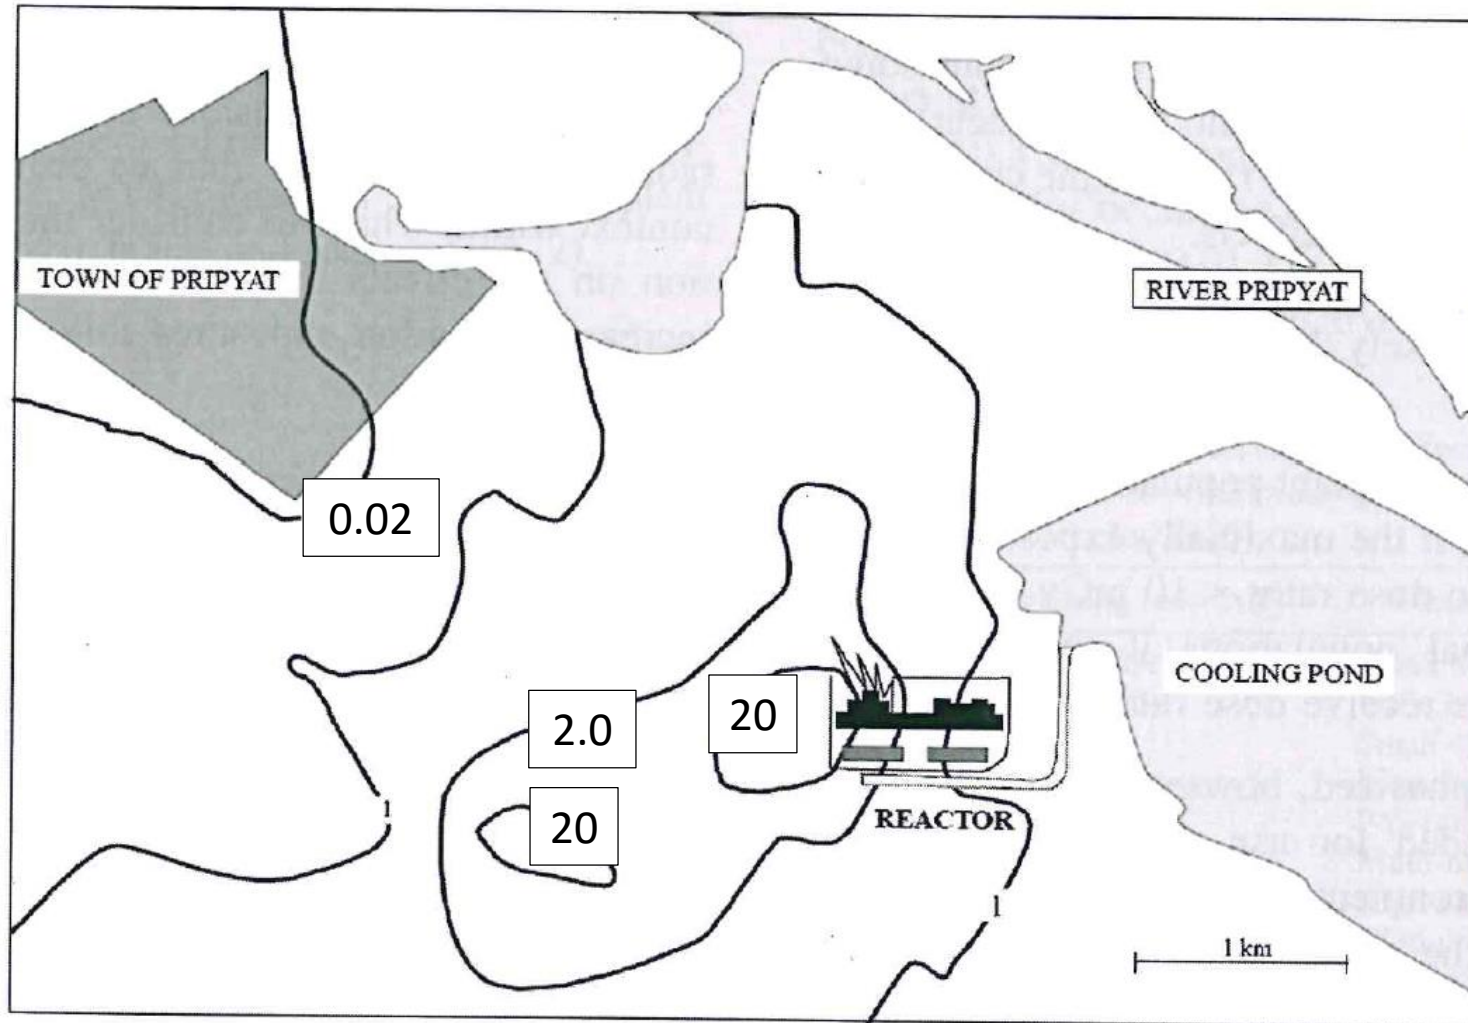 TOWN OF PRIPYAT
RIVER PRIPYAT
0.02
COOLING POND
2.0
20
1
20
REACTOR
1
1 km